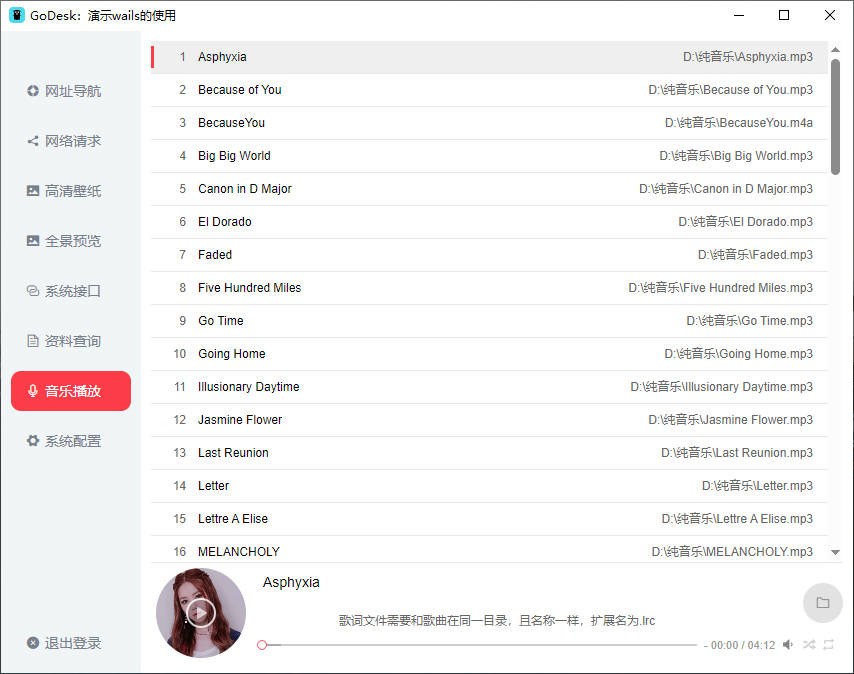 GoDesk：演示wails的使用
网址导航
网络请求
高清壁纸
全景预览
系统接口
资料查询
音乐播放
系统配置
退出登录
1 Asphyxia D:\纯音乐\Asphyxia.mp3
2 Because of You D:\纯音乐\Because of You.mp3
3 BecauseYou D:\纯音乐\BecauseYou.m4a
4 Big Big World D:\纯音乐\Big Big World.mp3
5 Canon in D Major D:\纯音乐\Canon in D Major.mp3
6 El Dorado D:\纯音乐\El Dorado.mp3
7 Faded D:\纯音乐\Faded.mp3
8 Five Hundred Miles D:\纯音乐\Five Hundred Miles.mp3
9 Go Time D:\纯音乐\Go Time.mp3
10 Going Home D:\纯音乐\Going Home.mp3
11 Illusionary Daytime D:\纯音乐\Illusionary Daytime.mp3
12 Jasmine Flower D:\纯音乐\Jasmine Flower.mp3
13 Last Reunion D:\纯音乐\Last Reunion.mp3
14 Letter D:\纯音乐\Letter.mp3
15 Lettre A Elise D:\纯音乐\Lettre A Elise.mp3
16 MELANCHOLY D:\纯音乐\MELANCHOLY.mp3
Asphyxia
歌词文件需要和歌曲在同一目录，且名称一样，扩展名为.lrc
- 00:00 / 04:12